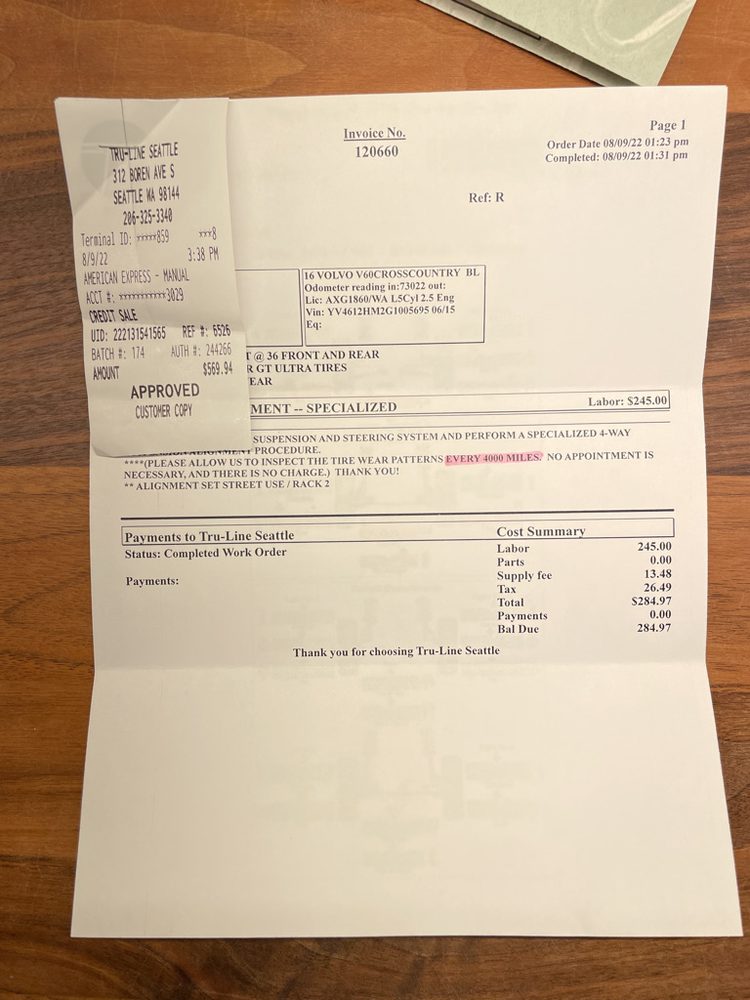 TRU-LINE SEATTLE
312 BOREN AVE S
SEATTLE WA 98144
206-325-3340
Terminal ID: *****859 ***8
8/9/22 3:38 PM
AMERICAN EXPRESS - MANUAL
ACCT #: ***********3029
CREDIT SALE
UID: 222131541565 REF #: 6526
BATCH #: 174 AUTH #: 244266
AMOUNT $569.94
APPROVED
CUSTOMER COPY
Invoice No.
120660
Page 1
Order Date 08/09/22 01:23 pm
Completed: 08/09/22 01:31 pm
Ref: R
16 VOLVO V60CROSSCOUNTRY BL
Odometer reading in:73022 out:
Lic: AXG1860/WA L5Cyl 2.5 Eng
Vin: YV4612HM2G1005695 06/15
Eq:
T @ 36 FRONT AND REAR
R GT ULTRA TIRES
EAR
MENT -- SPECIALIZED Labor: $245.00
SUSPENSION AND STEERING SYSTEM AND PERFORM A SPECIALIZED 4-WAY
ALIGNMENT PROCEDURE.
****(PLEASE ALLOW US TO INSPECT THE TIRE WEAR PATTERNS EVERY 4000 MILES. NO APPOINTMENT IS
NECESSARY, AND THERE IS NO CHARGE.) THANK YOU!
** ALIGNMENT SET STREET USE / RACK 2
Payments to Tru-Line Seattle
Status: Completed Work Order
Payments:
Cost Summary
Labor 245.00
Parts 0.00
Supply fee 13.48
Tax 26.49
Total $284.97
Payments 0.00
Bal Due 284.97
Thank you for choosing Tru-Line Seattle